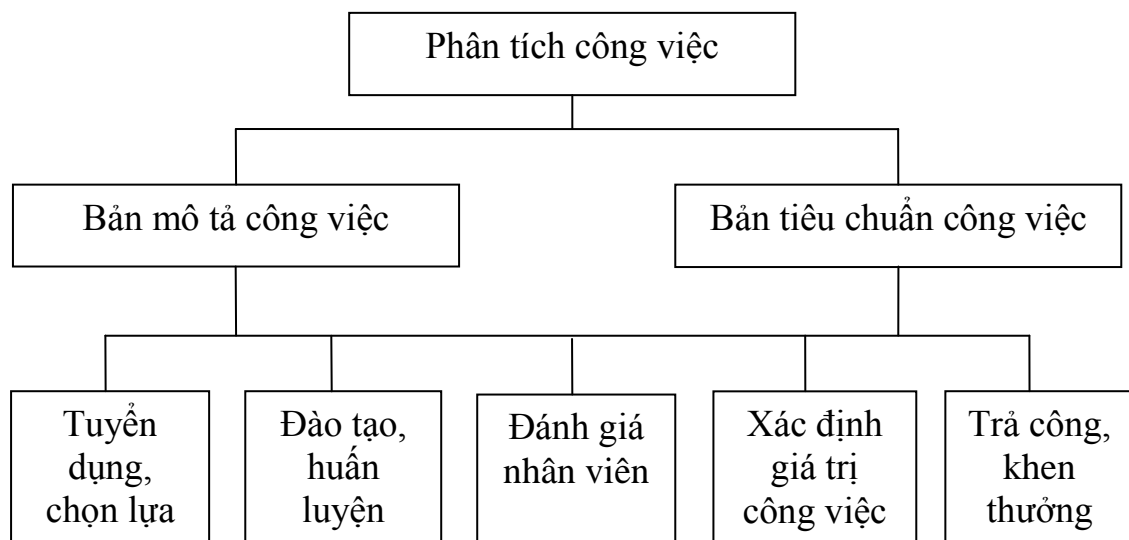 Phân tích công việc
Bản mô tả công việc
Bản tiêu chuẩn công việc
Tuyển
dụng,
chọn lựa
Đào tạo,
huấn
luyện
Đánh giá
nhân viên
Xác định
giá trị
công việc
Trả công,
khen
thưởng